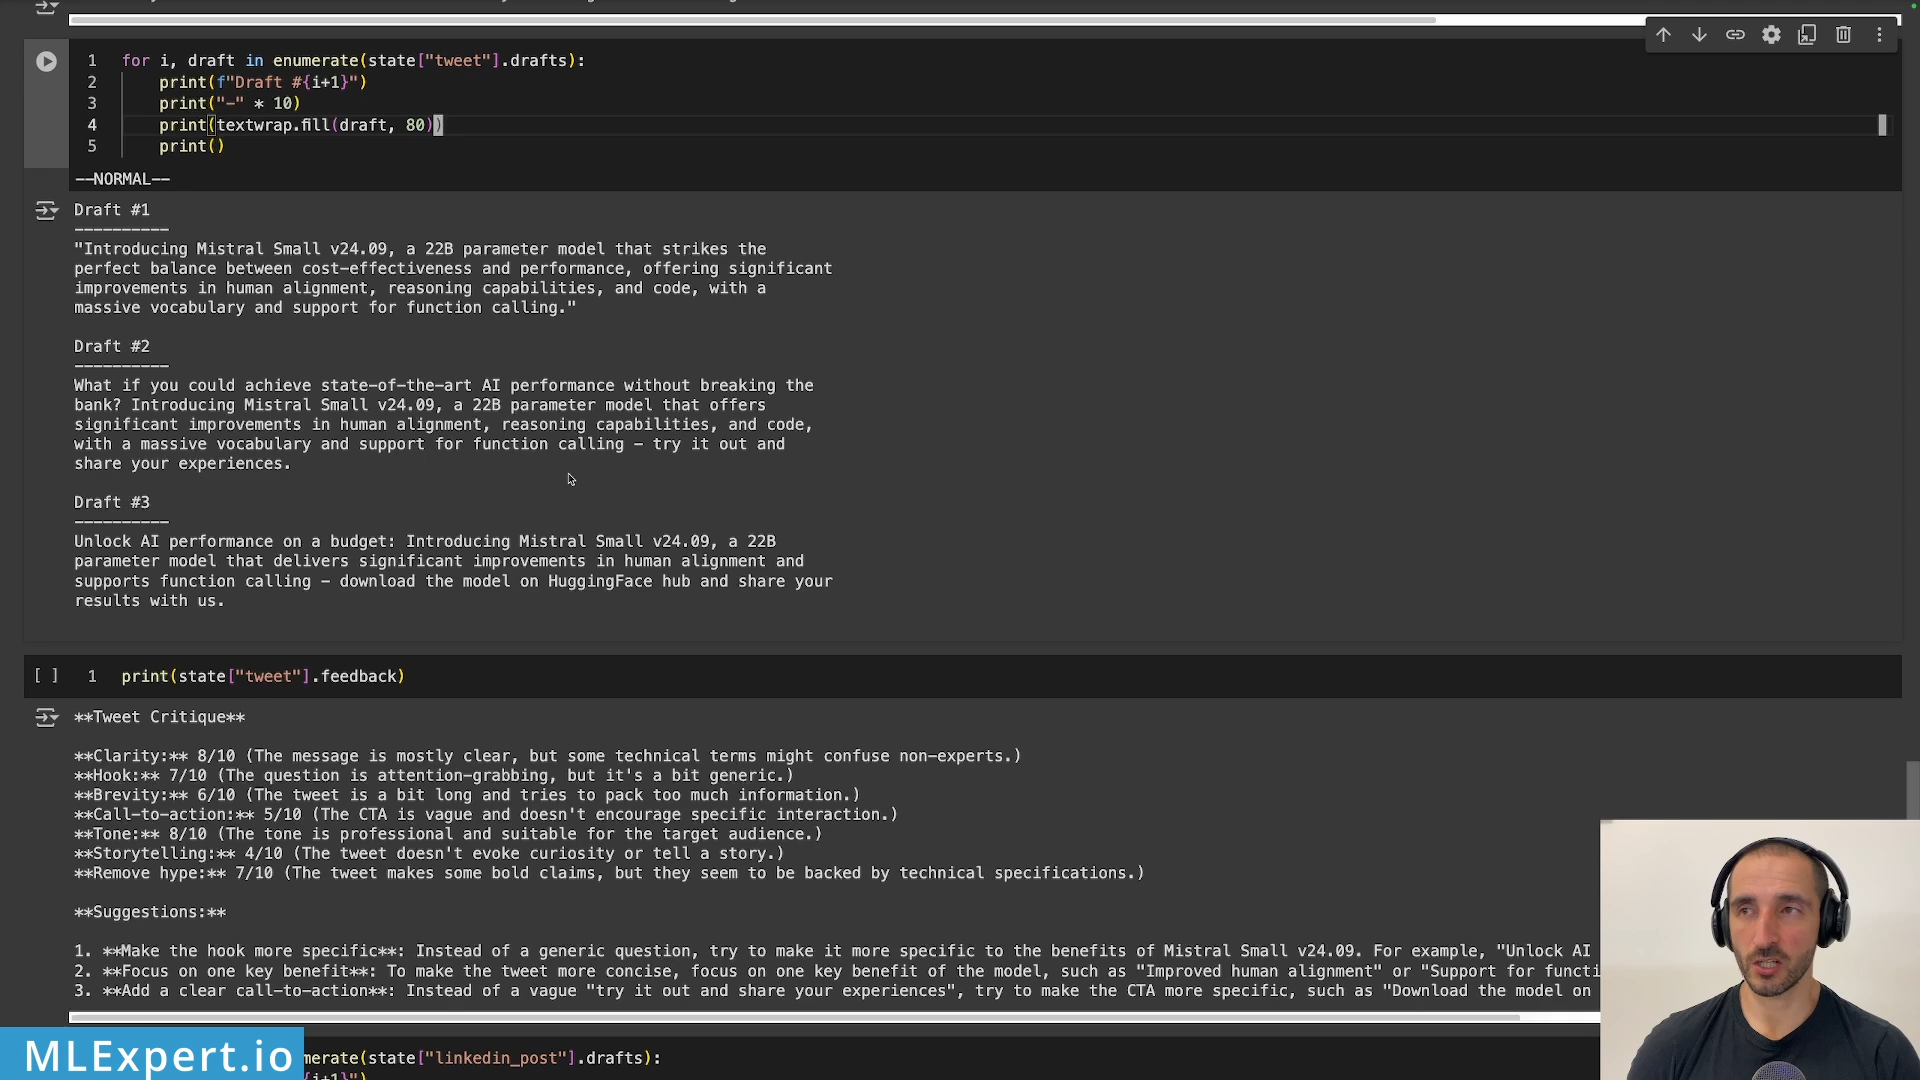 1 for i, draft in enumerate(state["tweet"].drafts):
2 print(f"Draft #{i+1}")
3 print("-" * 10)
4 print(textwrap.fill(draft, 80))
5 print()
--NORMAL--
Draft #1
----------
"Introducing Mistral Small v24.09, a 22B parameter model that strikes the
perfect balance between cost-effectiveness and performance, offering significant
improvements in human alignment, reasoning capabilities, and code, with a
massive vocabulary and support for function calling."
Draft #2
----------
What if you could achieve state-of-the-art AI performance without breaking the
bank? Introducing Mistral Small v24.09, a 22B parameter model that offers
significant improvements in human alignment, reasoning capabilities, and code,
with a massive vocabulary and support for function calling - try it out and
share your experiences.
Draft #3
----------
Unlock AI performance on a budget: Introducing Mistral Small v24.09, a 22B
parameter model that delivers significant improvements in human alignment and
supports function calling - download the model on HuggingFace hub and share your
results with us.
[ ] 1 print(state["tweet"].feedback)
**Tweet Critique**
**Clarity:** 8/10 (The message is mostly clear, but some technical terms might confuse non-experts.)
**Hook:** 7/10 (The question is attention-grabbing, but it's a bit generic.)
**Brevity:** 6/10 (The tweet is a bit long and tries to pack too much information.)
**Call-to-action:** 5/10 (The CTA is vague and doesn't encourage specific interaction.)
**Tone:** 8/10 (The tone is professional and suitable for the target audience.)
**Storytelling:** 4/10 (The tweet doesn't evoke curiosity or tell a story.)
**Remove hype:** 7/10 (The tweet makes some bold claims, but they seem to be backed by technical specifications.)
**Suggestions:**
1. **Make the hook more specific**: Instead of a generic question, try to make it more specific to the benefits of Mistral Small v24.09. For example, "Unlock AI
2. **Focus on one key benefit**: To make the tweet more concise, focus on one key benefit of the model, such as "Improved human alignment" or "Support for functi
3. **Add a clear call-to-action**: Instead of a vague "try it out and share your experiences", try to make the CTA more specific, such as "Download the model on
MLExpert.io
merate(state["linkedin_post"].drafts):
{i+1}")